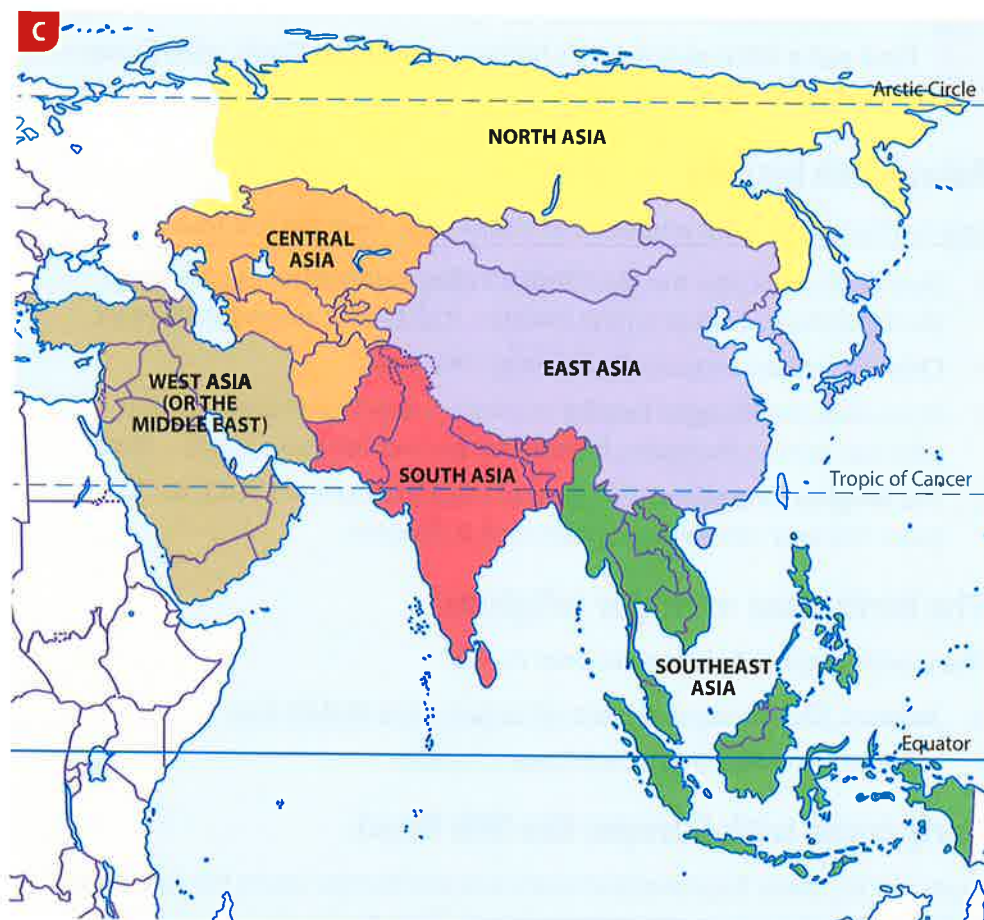 C
Arctic Circle
NORTH ASIA
CENTRAL
ASIA
WEST ASIA
(OR THE
MIDDLE EAST)
EAST ASIA
SOUTH ASIA
Tropic of Cancer
SOUTHEAST
ASIA
Equator